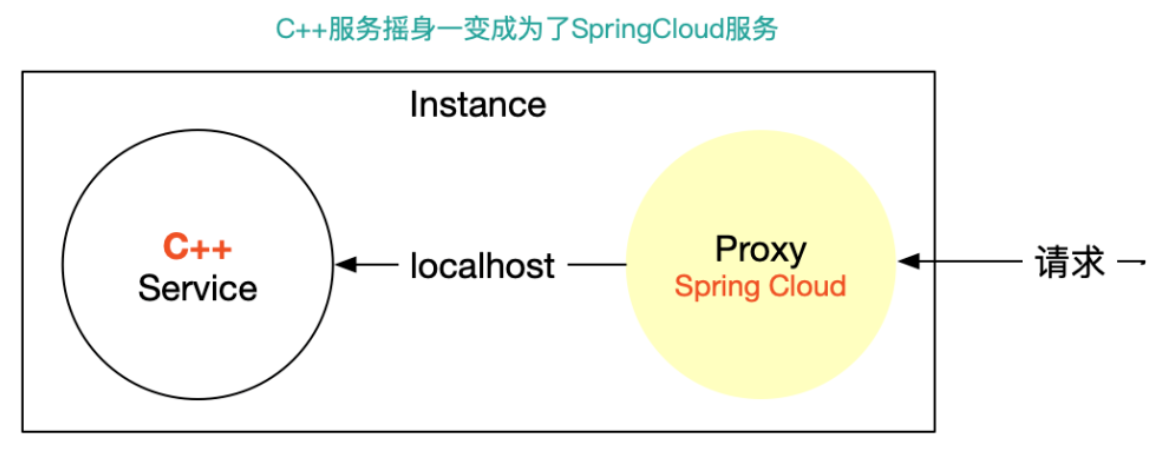 C++服务摇身一变成为了SpringCloud服务
Instance
C++
Service
localhost
Proxy
Spring Cloud
请求